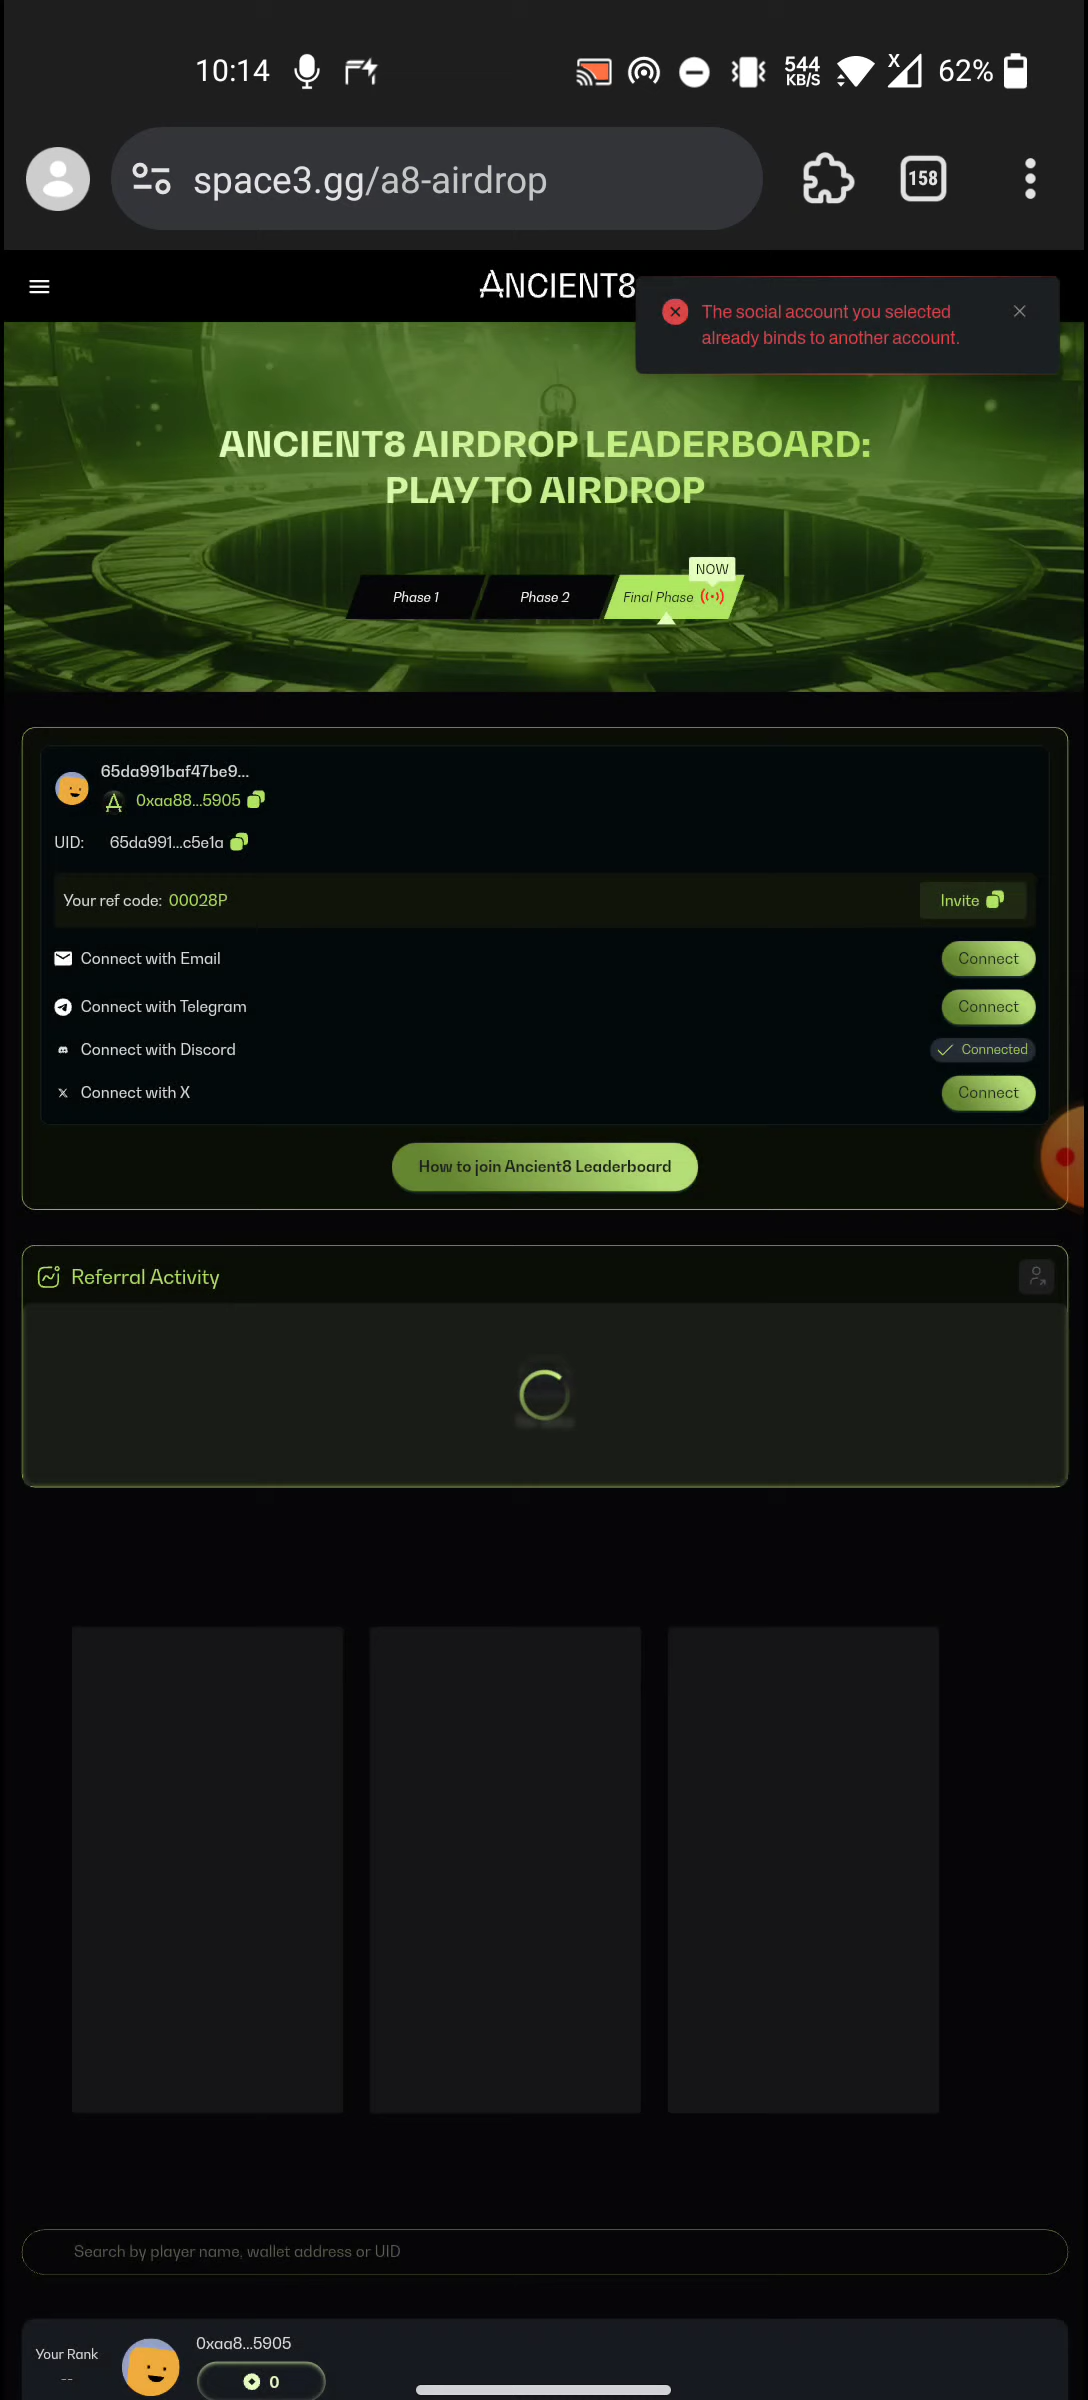 10:14
544
KB/S
X
62%
space3.gg/a8-airdrop
158
ANCIENT8
The social account you selected
already binds to another account.
ANCIENT8 AIRDROP LEADERBOARD:
PLAY TO AIRDROP
NOW
Phase 1
Phase 2
Final Phase
65da991baf47be9...
0xaa88...5905
UID: 65da991...c5e1a
Your ref code: 00028P
Invite
Connect with Email
Connect
Connect with Telegram
Connect
Connect with Discord
Connected
Connect with X
Connect
How to join Ancient8 Leaderboard
Referral Activity
Search by player name, wallet address or UID
Your Rank
--
0xaa8...5905
0